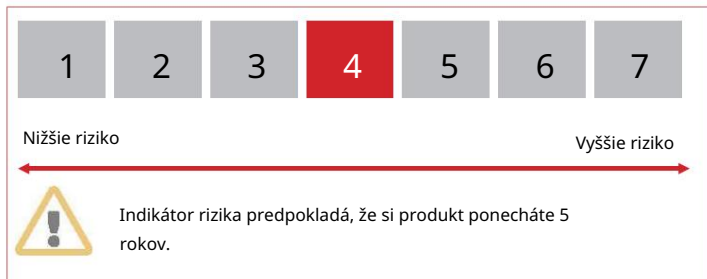 1 2 3 4 5 6 7
Nižšie riziko Vyššie riziko
Indikátor rizika predpokladá, že si produkt ponecháte 5
rokov.